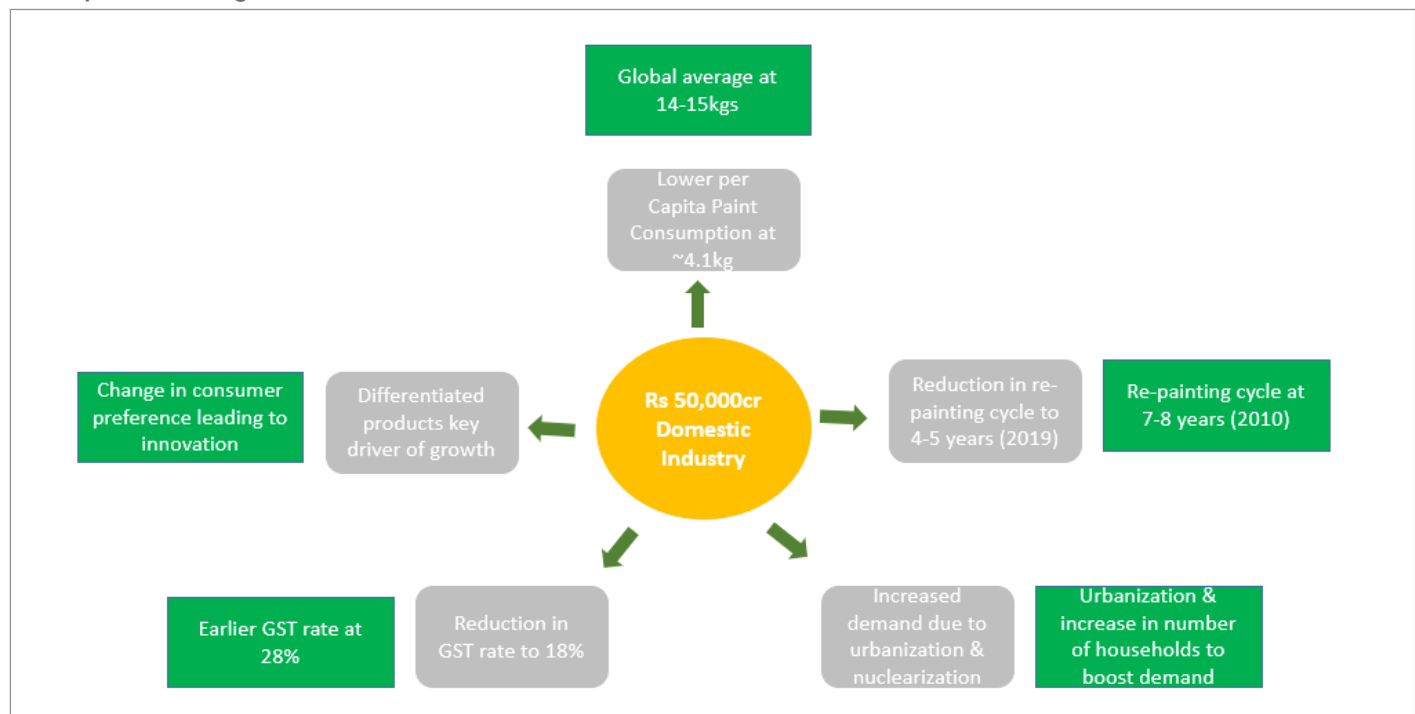 Global average at
14-15kgs
Lower per
Capita Paint
Consumption at
~4.1kg
Change in consumer
preference leading to
innovation
Differentiated
products key
driver of growth
Rs 50,000cr
Domestic
Industry
Reduction in re-
painting cycle to
4-5 years (2019)
Re-painting cycle at
7-8 years (2010)
Earlier GST rate at
28%
Reduction in
GST rate to 18%
Increased
demand due to
urbanization &
nuclearization
Urbanization &
increase in number
of households to
boost demand